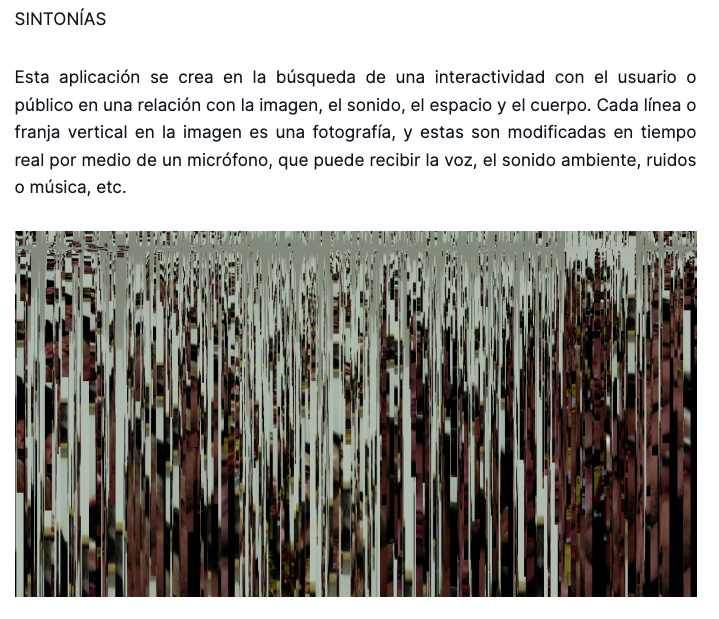 SINTONÍAS
Esta aplicación se crea en la búsqueda de una interactividad con el usuario o
público en una relación con la imagen, el sonido, el espacio y el cuerpo. Cada línea o
franja vertical en la imagen es una fotografía, y estas son modificadas en tiempo
real por medio de un micrófono, que puede recibir la voz, el sonido ambiente, ruidos
o música, etc.